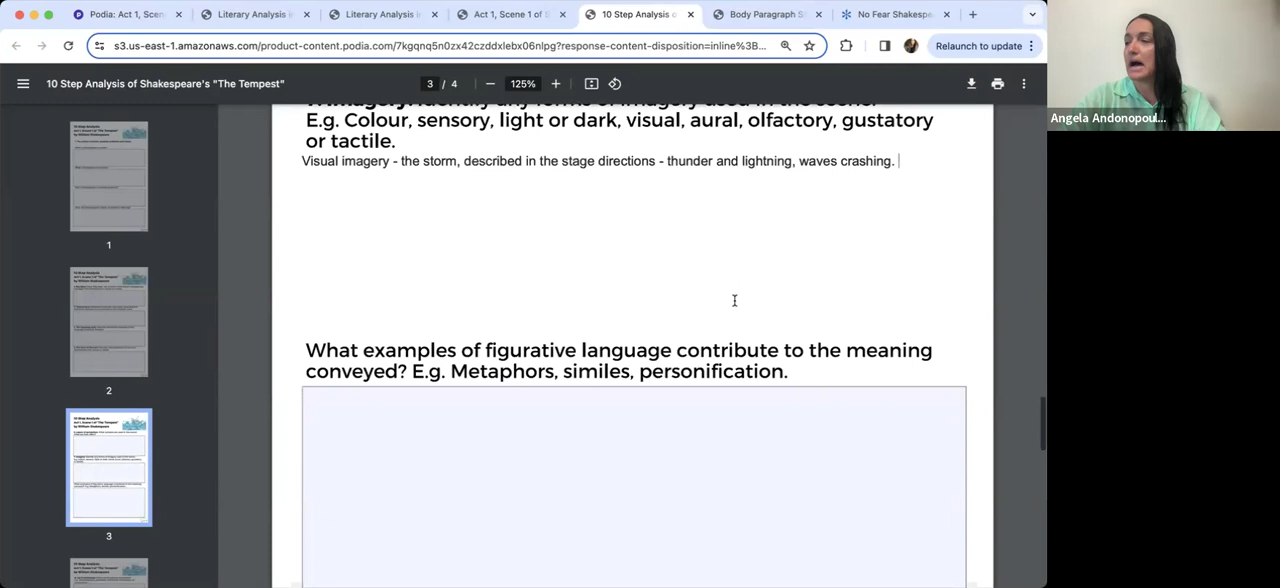 Podia: Act 1, Scen
Literary Analysis i
Literary Analysis i
Act 1, Scene 1 of
10 Step Analysis o
Body Paragraph S
No Fear Shakespe
s3.us-east-1.amazonaws.com/product-content.podia.com/7kgqnq5n0zx42czddxlebx06nlpg?response-content-disposition=inline%3B...
Relaunch to update
10 Step Analysis of Shakespeare's "The Tempest"
3 / 4
125%
Angela Andonopoul...
E.g. Colour, sensory, light or dark, visual, aural, olfactory, gustatory
or tactile.
Visual imagery - the storm, described in the stage directions - thunder and lightning, waves crashing.
What examples of figurative language contribute to the meaning
conveyed? E.g. Metaphors, similes, personification.
1
2
3